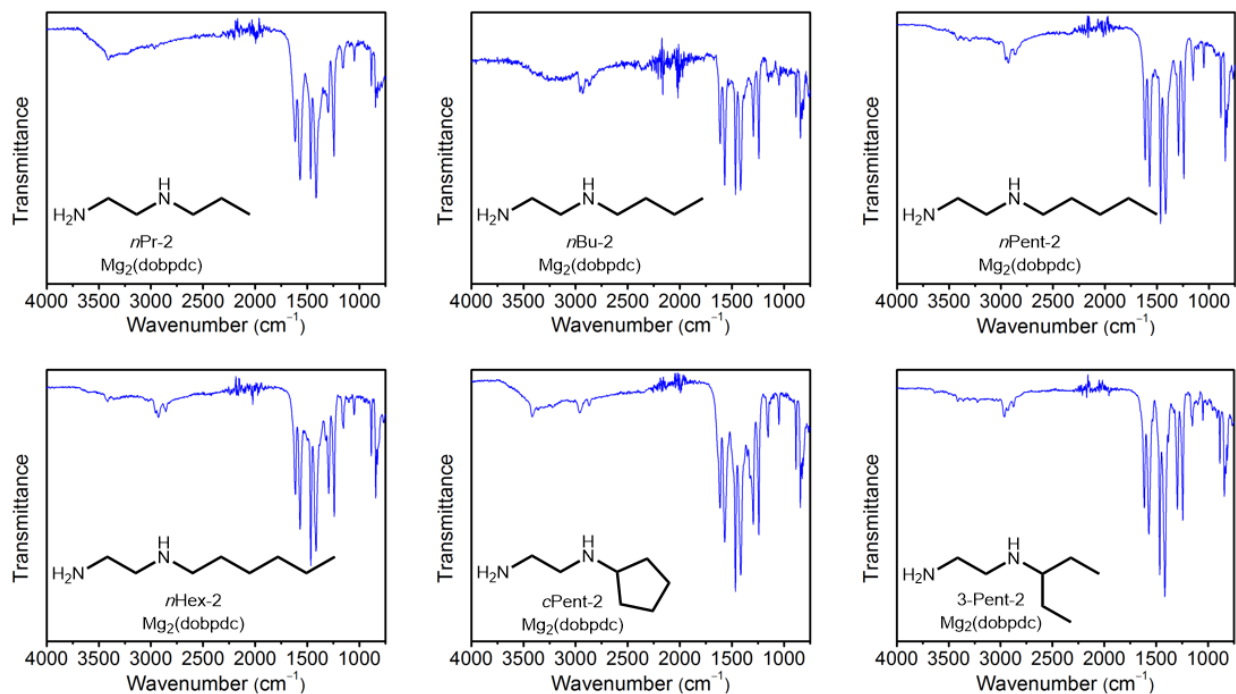 Transmittance
H
N
H₂N
nPr-2
Mg₂(dobpdc)
4000 3500 3000 2500 2000 1500 1000
Wavenumber (cm⁻¹)
Transmittance
H
N
H₂N
nBu-2
Mg₂(dobpdc)
4000 3500 3000 2500 2000 1500 1000
Wavenumber (cm⁻¹)
Transmittance
H
N
H₂N
nPent-2
Mg₂(dobpdc)
4000 3500 3000 2500 2000 1500 1000
Wavenumber (cm⁻¹)
Transmittance
H
N
H₂N
nHex-2
Mg₂(dobpdc)
4000 3500 3000 2500 2000 1500 1000
Wavenumber (cm⁻¹)
Transmittance
H
N
H₂N
cPent-2
Mg₂(dobpdc)
4000 3500 3000 2500 2000 1500 1000
Wavenumber (cm⁻¹)
Transmittance
H
N
H₂N
3-Pent-2
Mg₂(dobpdc)
4000 3500 3000 2500 2000 1500 1000
Wavenumber (cm⁻¹)